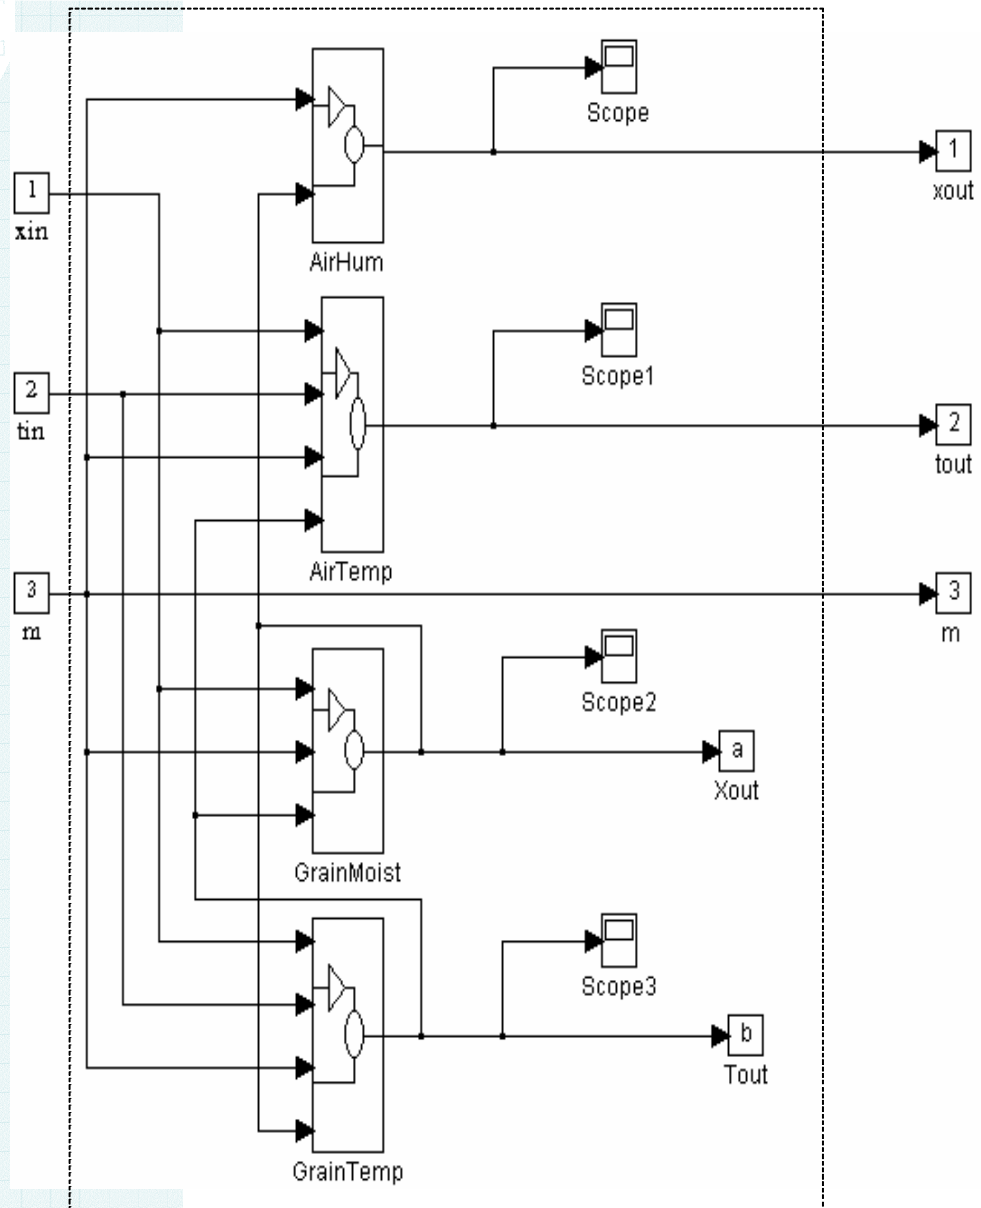 Scope
1
xout
1
xin
AirHum
Scope1
2
tin
2
tout
AirTemp
3
m
3
m
Scope2
a
Xout
GrainMoist
Scope3
b
Tout
GrainTemp